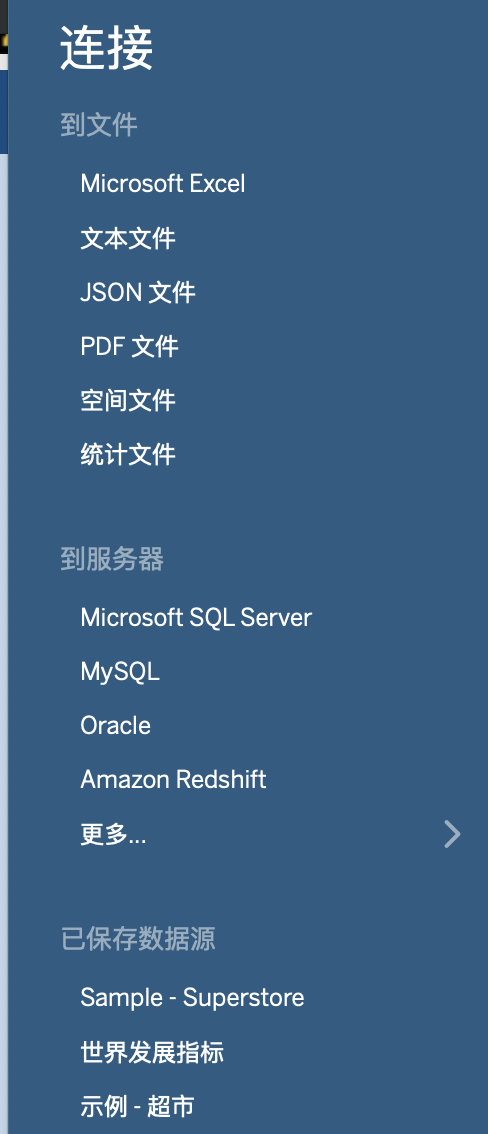 连接
到文件
Microsoft Excel
文本文件
JSON 文件
PDF 文件
空间文件
统计文件
到服务器
Microsoft SQL Server
MySQL
Oracle
Amazon Redshift
更多...
已保存数据源
Sample - Superstore
世界发展指标
示例 - 超市